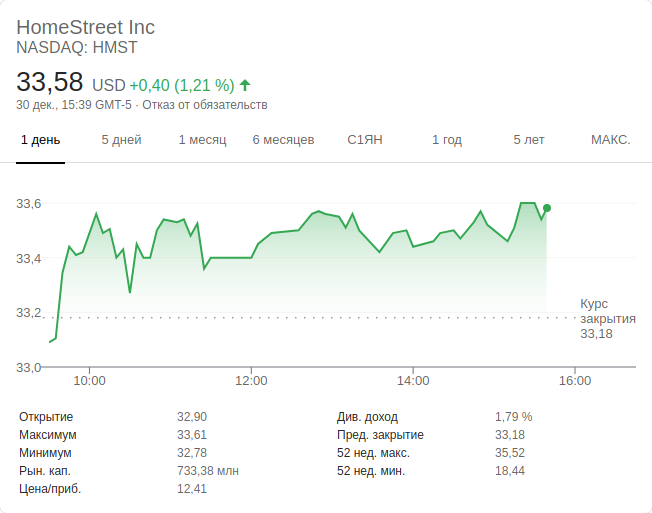 HomeStreet Inc
NASDAQ: HMST
33,58 USD +0,40 (1,21 %)
30 дек., 15:39 GMT-5 · Отказ от обязательств
1 день 5 дней 1 месяц 6 месяцев С1ЯН 1 год 5 лет МАКС.
33,6
33,4
33,2
33,0
Курс
закрытия
33,18
10:00 12:00 14:00 16:00
Открытие 32,90
Максимум 33,61
Минимум 32,78
Рын. кап. 733,38 млн
Цена/приб. 12,41
Див. доход 1,79 %
Пред. закрытие 33,18
52 нед. макс. 35,52
52 нед. мин. 18,44